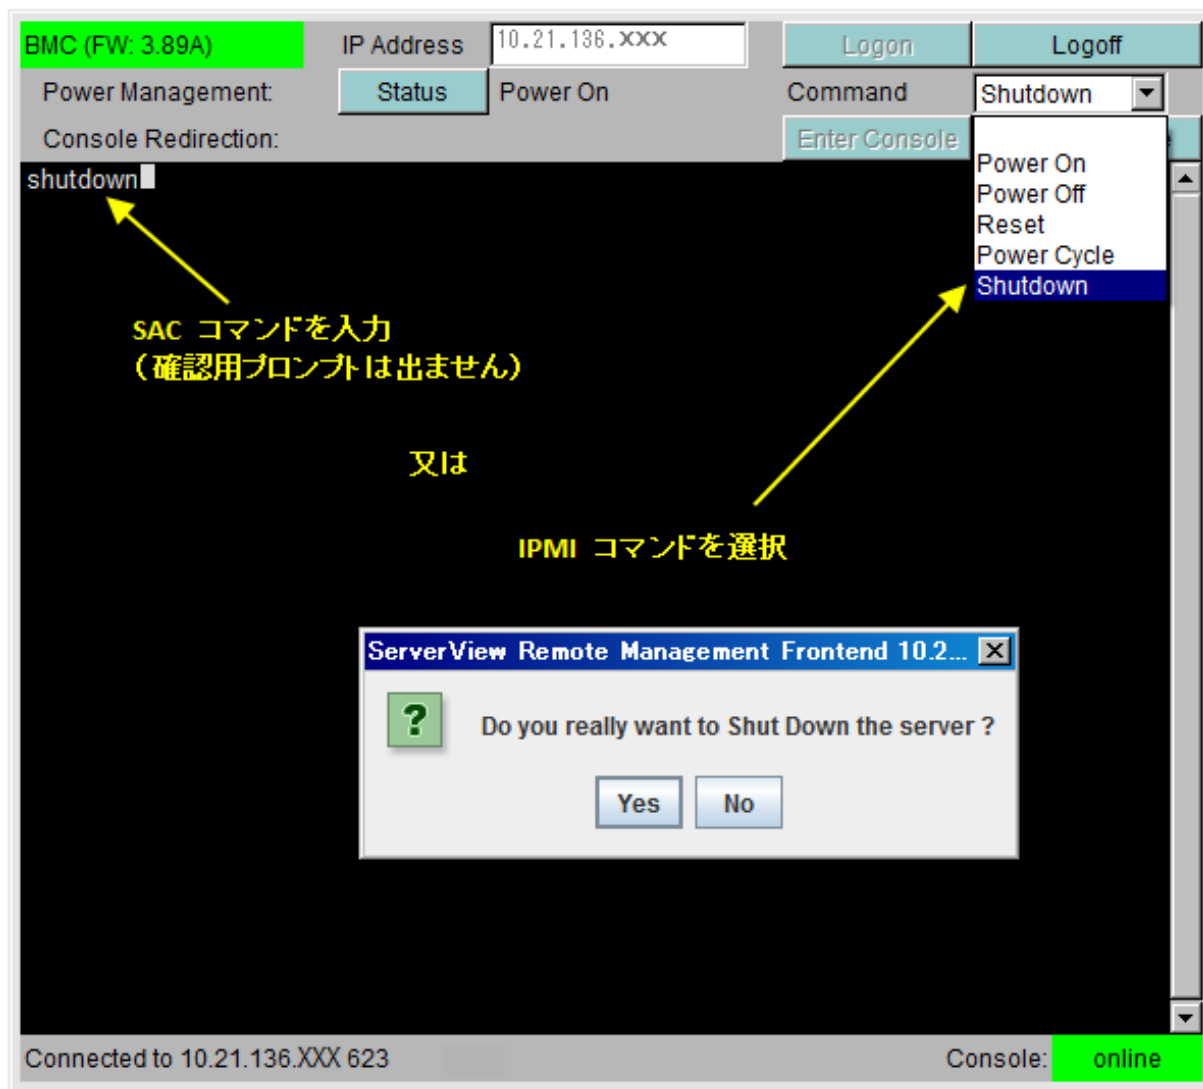 BMC (FW: 3.89A) IP Address 10.21.136.XXX Logon Logoff
Power Management: Status Power On Command Shutdown
Console Redirection: Enter Console
shutdown
Power On
Power Off
Reset
Power Cycle
Shutdown
SAC コマンドを入力
(確認用プロンプトは出ません)
又は
IPMI コマンドを選択
ServerView Remote Management Frontend 10.2...
? Do you really want to Shut Down the server ?
Yes No
Connected to 10.21.136.XXX 623 Console: online